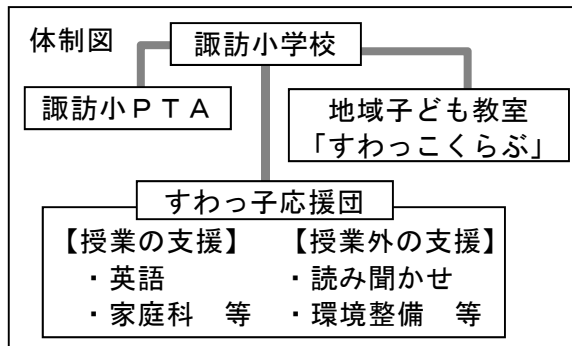 体制図
諏訪小学校
諏訪小ＰＴＡ
地域子ども教室
「すわっこくらぶ」
すわっ子応援団
【授業の支援】　【授業外の支援】
・英語　・読み聞かせ
・家庭科　等　・環境整備　等